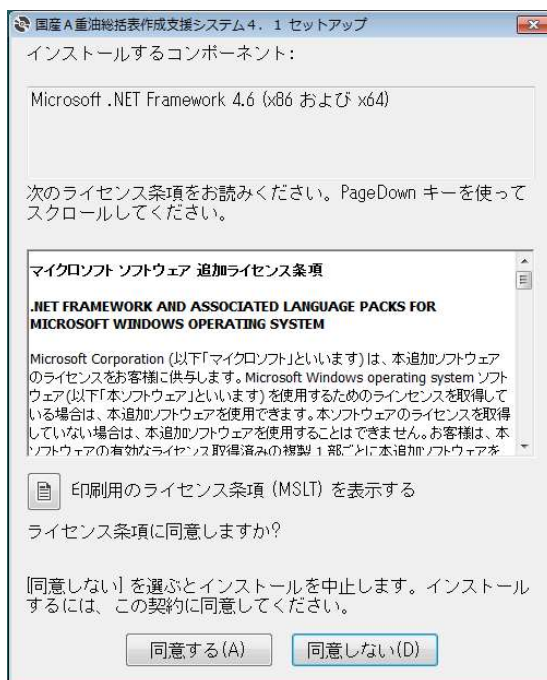 国産A重油総括表作成支援システム4．1 セットアップ
インストールするコンポーネント:
Microsoft .NET Framework 4.6 (x86 および x64)
次のライセンス条項をお読みください。PageDown キーを使って
スクロールしてください。
マイクロソフト ソフトウェア 追加ライセンス条項
.NET FRAMEWORK AND ASSOCIATED LANGUAGE PACKS FOR
MICROSOFT WINDOWS OPERATING SYSTEM
Microsoft Corporation (以下「マイクロソフト」といいます) は、本追加ソフトウェア
のライセンスをお客様に供与します。Microsoft Windows operating system ソフト
ウェア (以下「本ソフトウェア」といいます) を使用するためのラインセンスを取得して
いる場合は、本追加ソフトウェアを使用できます。本ソフトウェアのライセンスを取得
していない場合は、本追加ソフトウェアを使用することはできません。お客様は、本
ソフトウェアの有効なライセンス取得済みの複製 1 部ごとに本追加ソフトウェアを
印刷用のライセンス条項 (MSLT) を表示する
ライセンス条項に同意しますか?
[同意しない] を選ぶとインストールを中止します。インストール
するには、この契約に同意してください。
同意する(A)
同意しない(D)